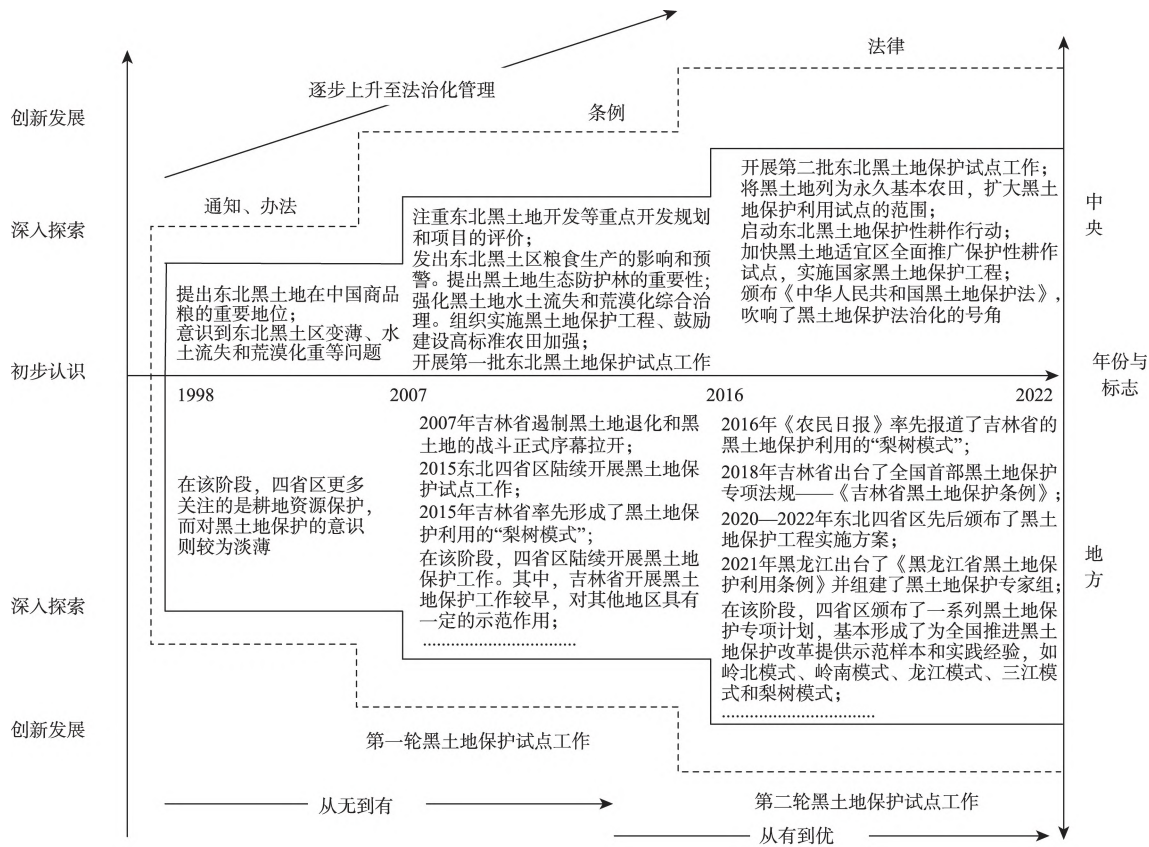 法律
逐步上升至法治化管理
条例
创新发展
通知、办法
深入探索
中央
提出东北黑土地在中国商品
粮的重要地位；
意识到东北黑土区变薄、水
土流失和荒漠化重等问题
注重东北黑土地开发等重点开发规划
和项目的评价；
发出东北黑土区粮食生产的影响和预
警。提出黑土地生态防护林的重要性；
强化黑土地水土流失和荒漠化综合治
理。组织实施黑土地保护工程、鼓励
建设高标准农田加强；
开展第一批东北黑土地保护试点工作
开展第二批东北黑土地保护试点工作；
将黑土地列为永久基本农田，扩大黑土
地保护利用试点的范围；
启动东北黑土地保护性耕作行动；
加快黑土地适宜区全面推广保护性耕作
试点，实施国家黑土地保护工程；
颁布《中华人民共和国黑土地保护法》，
吹响了黑土地保护法治化的号角
初步认识
年份与
标志
1998
2007
2016
2022
在该阶段，四省区更多
关注的是耕地资源保护，
而对黑土地保护的意识
则较为淡薄
2007年吉林省遏制黑土地退化和黑
土地的战斗正式序幕拉开；
2015东北四省区陆续开展黑土地保
护试点工作；
2015年吉林省率先形成了黑土地保
护利用的“梨树模式”；
在该阶段，四省区陆续开展黑土地
保护工作。其中，吉林省开展黑土
地保护工作较早，对其他地区具有
一定的示范作用；
………………………………
2016年《农民日报》率先报道了吉林省的
黑土地保护利用的“梨树模式”；
2018年吉林省出台了全国首部黑土地保护
专项法规——《吉林省黑土地保护条例》；
2020—2022年东北四省区先后颁布了黑土
地保护工程实施方案；
2021年黑龙江出台了《黑龙江省黑土地保
护利用条例》并组建了黑土地保护专家组；
在该阶段，四省区颁布了一系列黑土地保
护专项计划，基本形成了为全国推进黑土
地保护改革提供示范样本和实践经验，如
岭北模式、岭南模式、龙江模式、三江模
式和梨树模式；
………………………………
地方
深入探索
创新发展
第一轮黑土地保护试点工作
第二轮黑土地保护试点工作
从无到有
从有到优